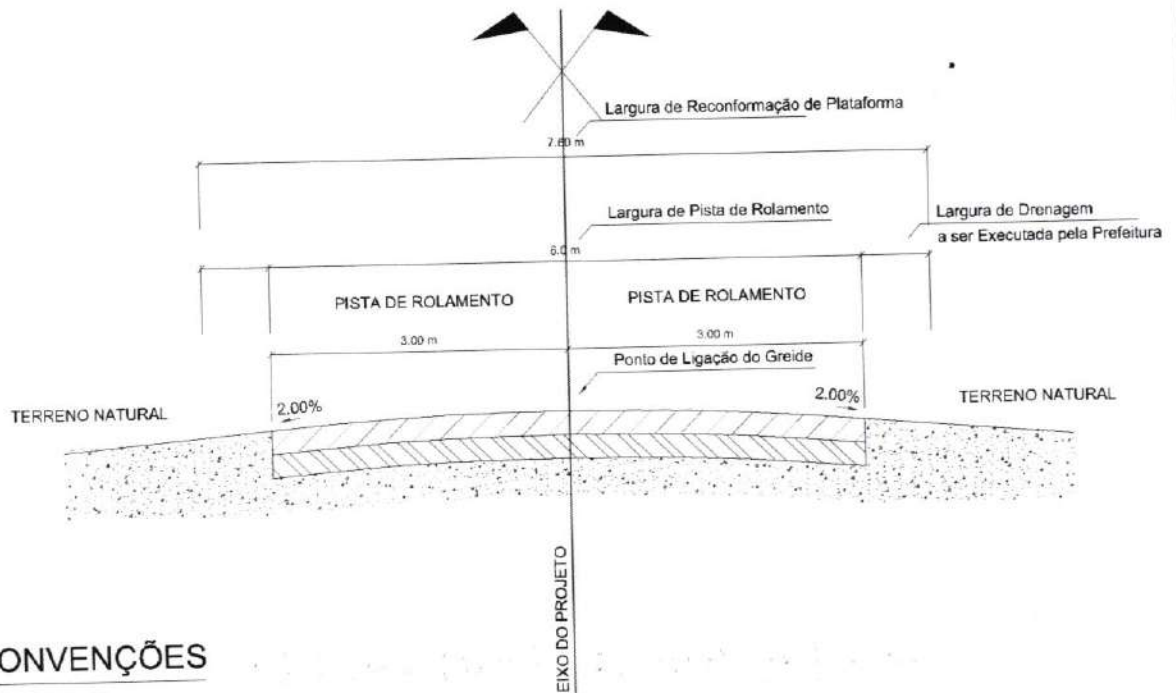 Largura de Reconformação de Plataforma
7.60 m
Largura de Pista de Rolamento
Largura de Drenagem
a ser Executada pela Prefeitura
6.0 m
PISTA DE ROLAMENTO
PISTA DE ROLAMENTO
3.00 m
3.00 m
Ponto de Ligação do Greide
TERRENO NATURAL
2.00%
2.00%
TERRENO NATURAL
EIXO DO PROJETO
ONVENÇÕES